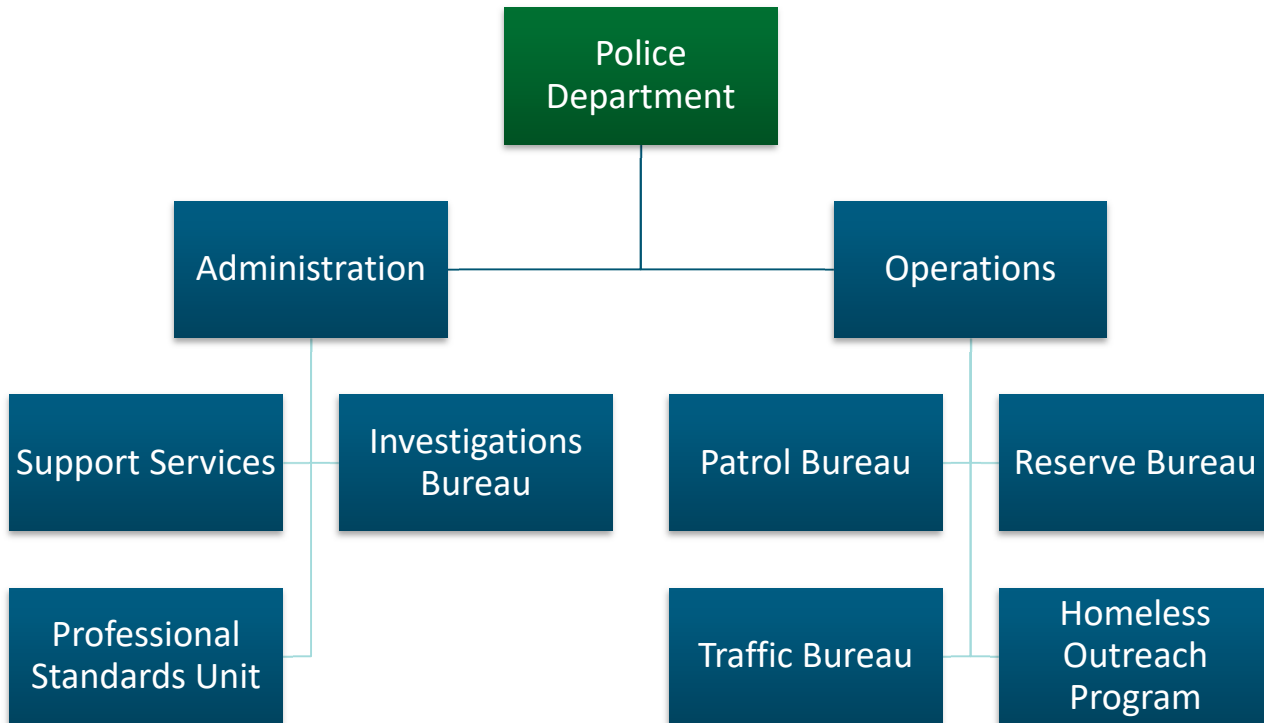 Police
Department
Administration
Operations
Support Services
Investigations
Bureau
Patrol Bureau
Reserve Bureau
Professional
Standards Unit
Traffic Bureau
Homeless
Outreach
Program